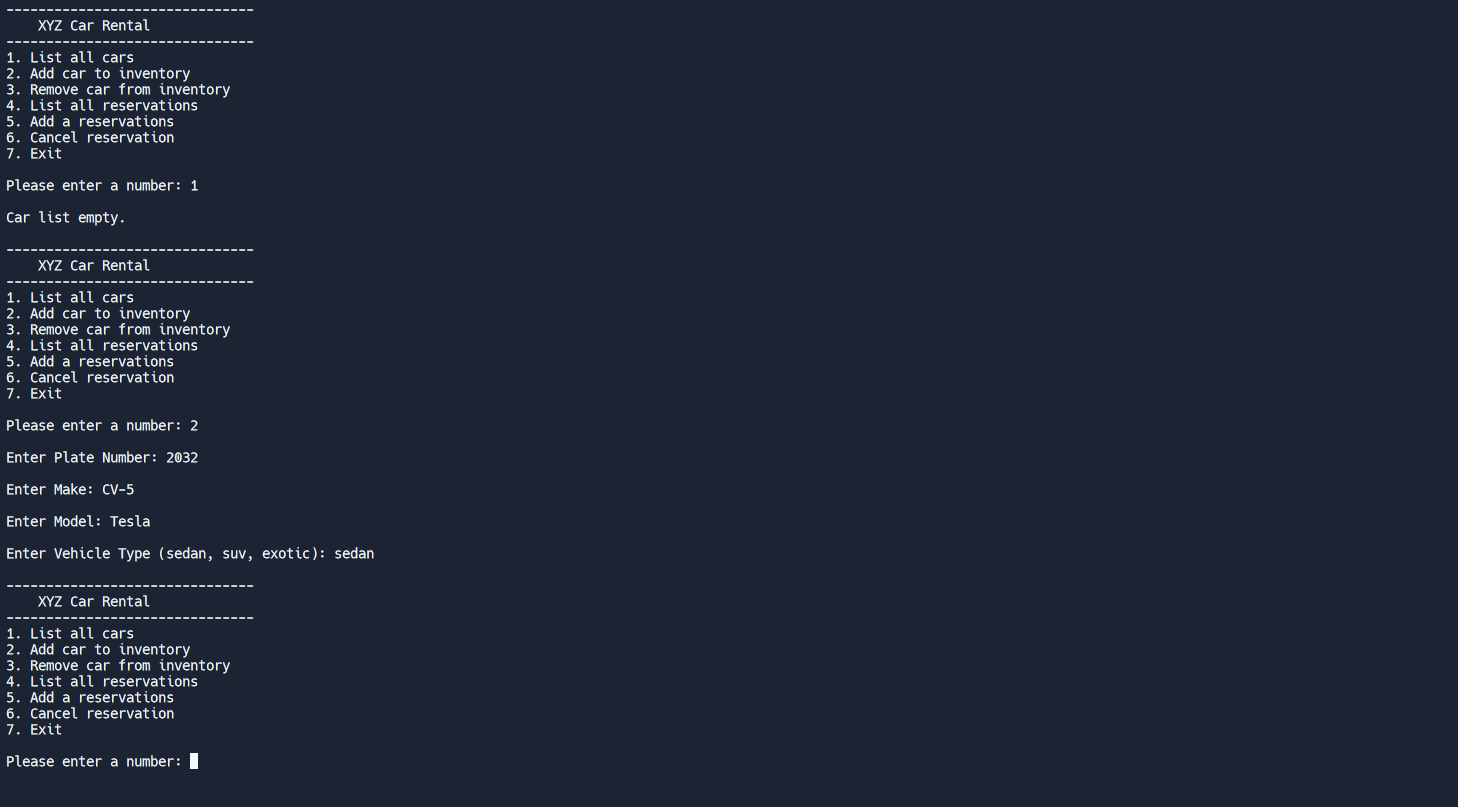 -------------------------------
    XYZ Car Rental
-------------------------------
1. List all cars
2. Add car to inventory
3. Remove car from inventory
4. List all reservations
5. Add a reservations
6. Cancel reservation
7. Exit

Please enter a number: 1

Car list empty.

-------------------------------
    XYZ Car Rental
-------------------------------
1. List all cars
2. Add car to inventory
3. Remove car from inventory
4. List all reservations
5. Add a reservations
6. Cancel reservation
7. Exit

Please enter a number: 2

Enter Plate Number: 2032

Enter Make: CV-5

Enter Model: Tesla

Enter Vehicle Type (sedan, suv, exotic): sedan

-------------------------------
    XYZ Car Rental
-------------------------------
1. List all cars
2. Add car to inventory
3. Remove car from inventory
4. List all reservations
5. Add a reservations
6. Cancel reservation
7. Exit

Please enter a number: